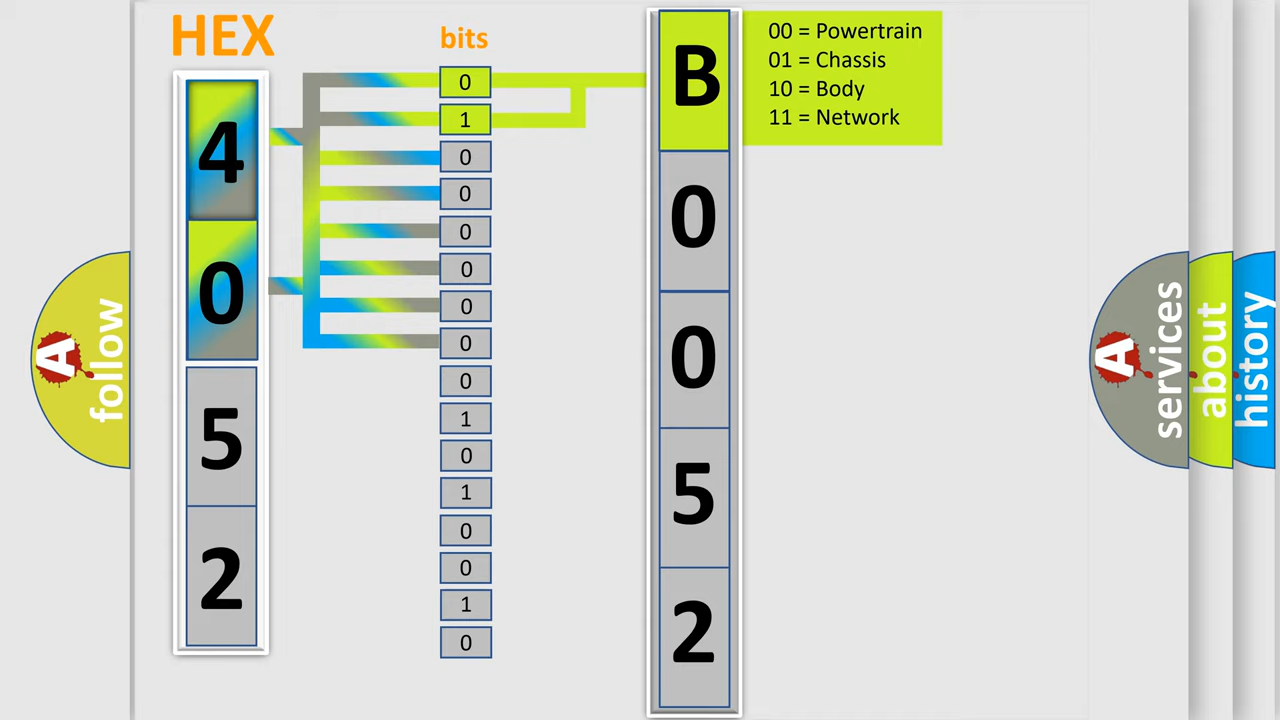 HEX
bits
4
0
5
2
0
1
0
0
0
0
0
0
0
1
0
1
0
0
1
0
B
0
0
5
2
00 = Powertrain
01 = Chassis
10 = Body
11 = Network
A
follow
A
services
about
history